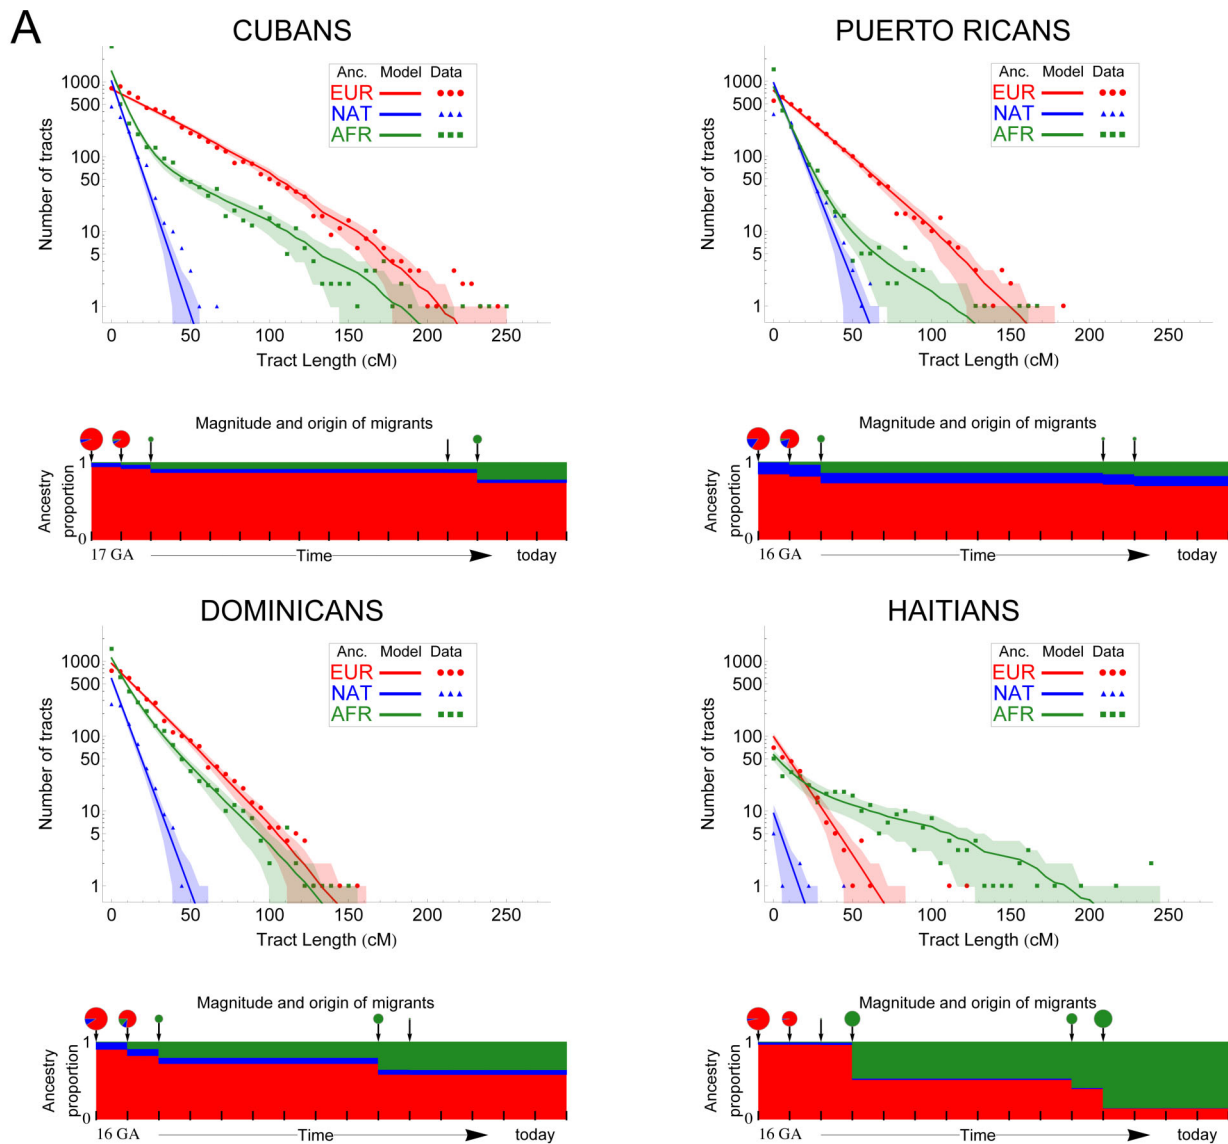 A
CUBANS
Number of tracts
1000
500
100
50
10
5
1
0
50
100
150
200
250
Tract Length (cM)
Anc. Model Data
EUR
NAT
AFR
Magnitude and origin of migrants
Ancestry
proportion
1
0
17 GA
Time
today
PUERTO RICANS
Number of tracts
1000
500
100
50
10
5
1
0
50
100
150
200
250
Tract Length (cM)
Anc. Model Data
EUR
NAT
AFR
Magnitude and origin of migrants
Ancestry
proportion
1
0
16 GA
Time
today
DOMINICANS
Number of tracts
1000
500
100
50
10
5
1
0
50
100
150
200
250
Tract Length (cM)
Anc. Model Data
EUR
NAT
AFR
Magnitude and origin of migrants
Ancestry
proportion
1
0
16 GA
Time
today
HAITIANS
Number of tracts
1000
500
100
50
10
5
1
0
50
100
150
200
250
Tract Length (cM)
Anc. Model Data
EUR
NAT
AFR
Magnitude and origin of migrants
Ancestry
proportion
1
0
16 GA
Time
today